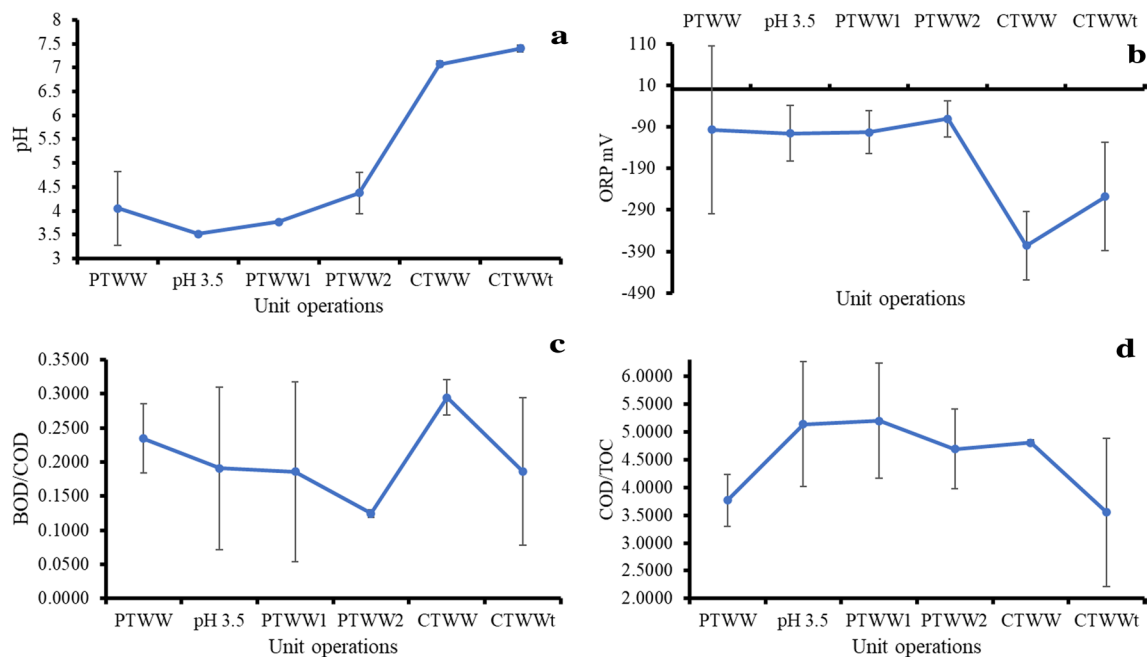 a
8
7.5
7
6.5
6
5.5
5
4.5
4
3.5
3
pH
PTWW pH 3.5 PTWW1 PTWW2 CTWW CTWWt
Unit operations
PTWW pH 3.5 PTWW1 PTWW2 CTWW CTWWt
b
110
10
-90
-190
-290
-390
-490
ORP mV
Unit operations
c
0.3500
0.3000
0.2500
0.2000
0.1500
0.1000
0.0500
0.0000
BOD/COD
PTWW pH 3.5 PTWW1 PTWW2 CTWW CTWWt
Unit operations
d
6.0000
5.5000
5.0000
4.5000
4.0000
3.5000
3.0000
2.5000
2.0000
COD/TOC
PTWW pH 3.5 PTWW1 PTWW2 CTWW CTWWt
Unit operations